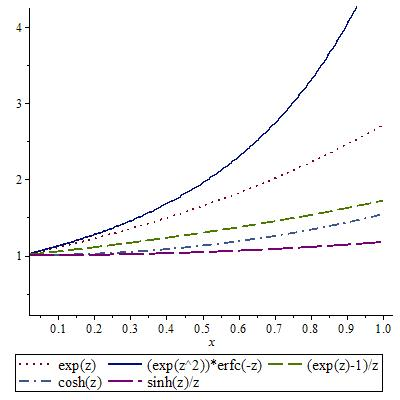 4
3
2
1
0.1 0.2 0.3 0.4 0.5 0.6 0.7 0.8 0.9 1.0
x
exp(z) (exp(z^2))*erfc(-z) (exp(z)-1)/z
cosh(z) sinh(z)/z